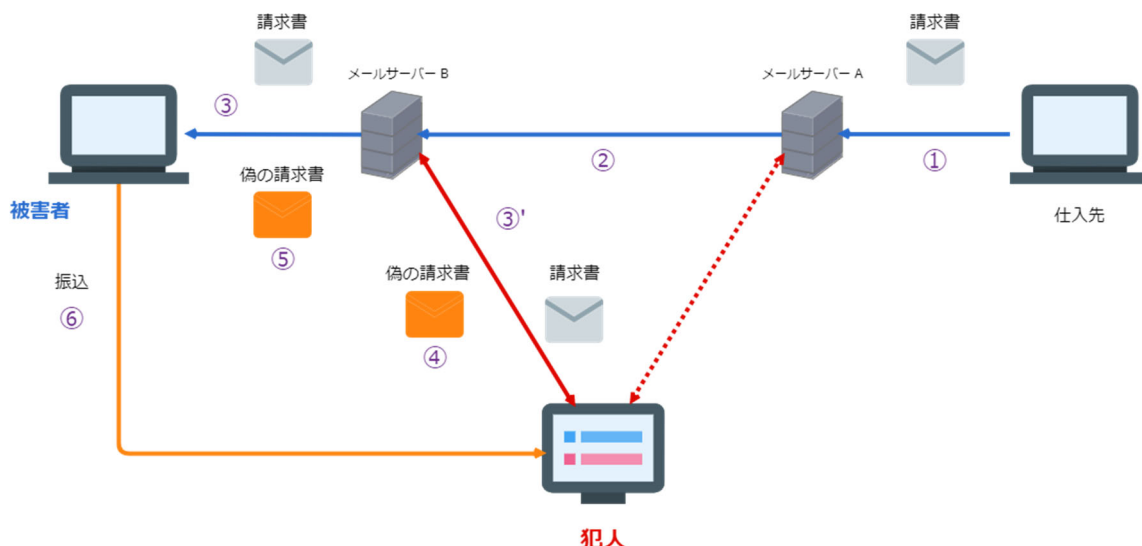 請求書
請求書
メールサーバー B
メールサーバー A
③
②
①
偽の請求書
被害者
③'
仕入先
⑤
振込
偽の請求書
請求書
⑥
④
犯人